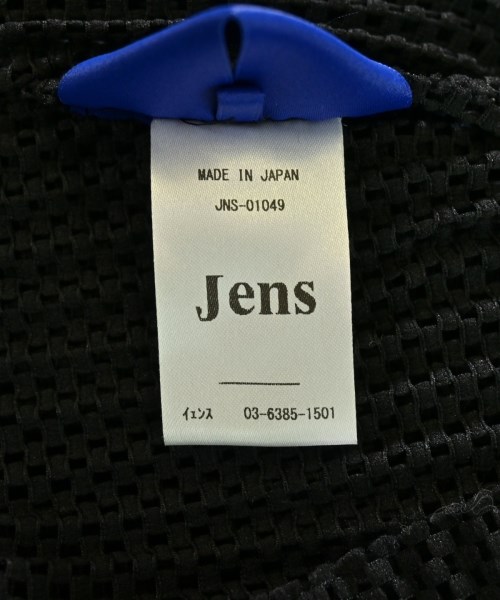 MADE IN JAPAN
JNS-01049
Jens
ｲｪﾝｽ 03-6385-1501